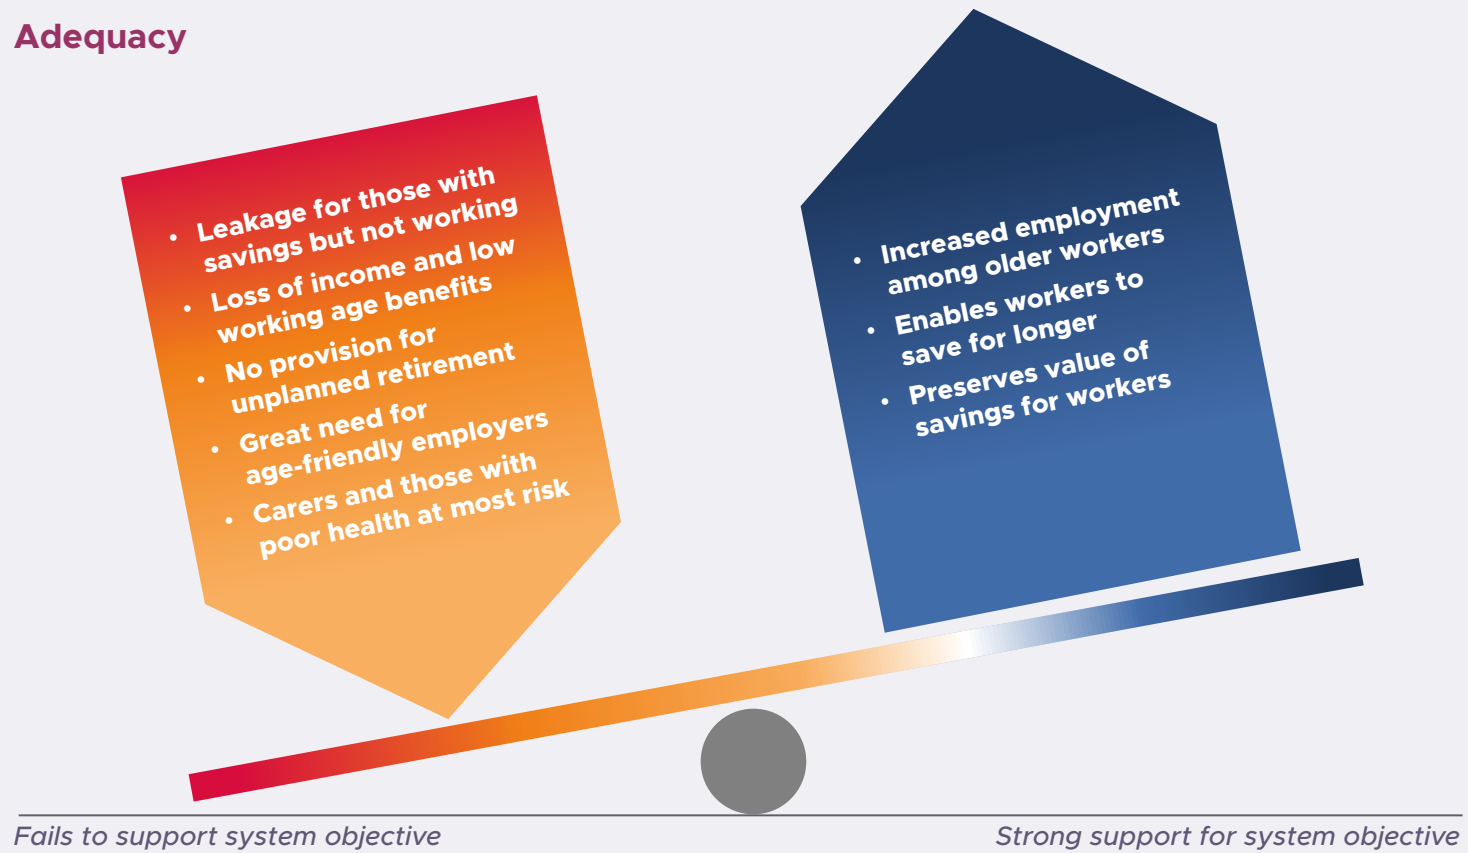 Adequacy
• Leakage for those with
savings but not working
• Loss of income and low
working age benefits
• No provision for
unplanned retirement
• Great need for
age-friendly employers
• Carers and those with
poor health at most risk
• Increased employment
among older workers
• Enables workers to
save for longer
• Preserves value of
savings for workers
Fails to support system objective
Strong support for system objective